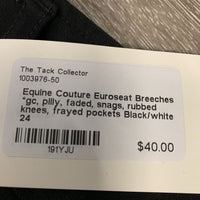 The Tack Collector
1003976-50
Equine Couture Euroseat Breeches
*gc, pilly, faded, snags, rubbed
knees, frayed pockets Black/white
24
191YJU
$40.00